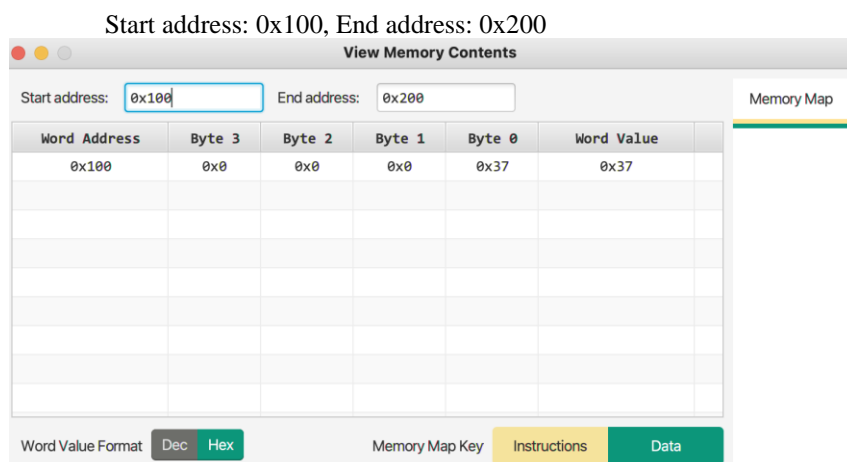 Start address: 0x100, End address: 0x200
View Memory Contents
Start address: 0x100 End address: 0x200 Memory Map
Word Address Byte 3 Byte 2 Byte 1 Byte 0 Word Value
0x100 0x0 0x0 0x0 0x37 0x37
Word Value Format Dec Hex Memory Map Key Instructions Data